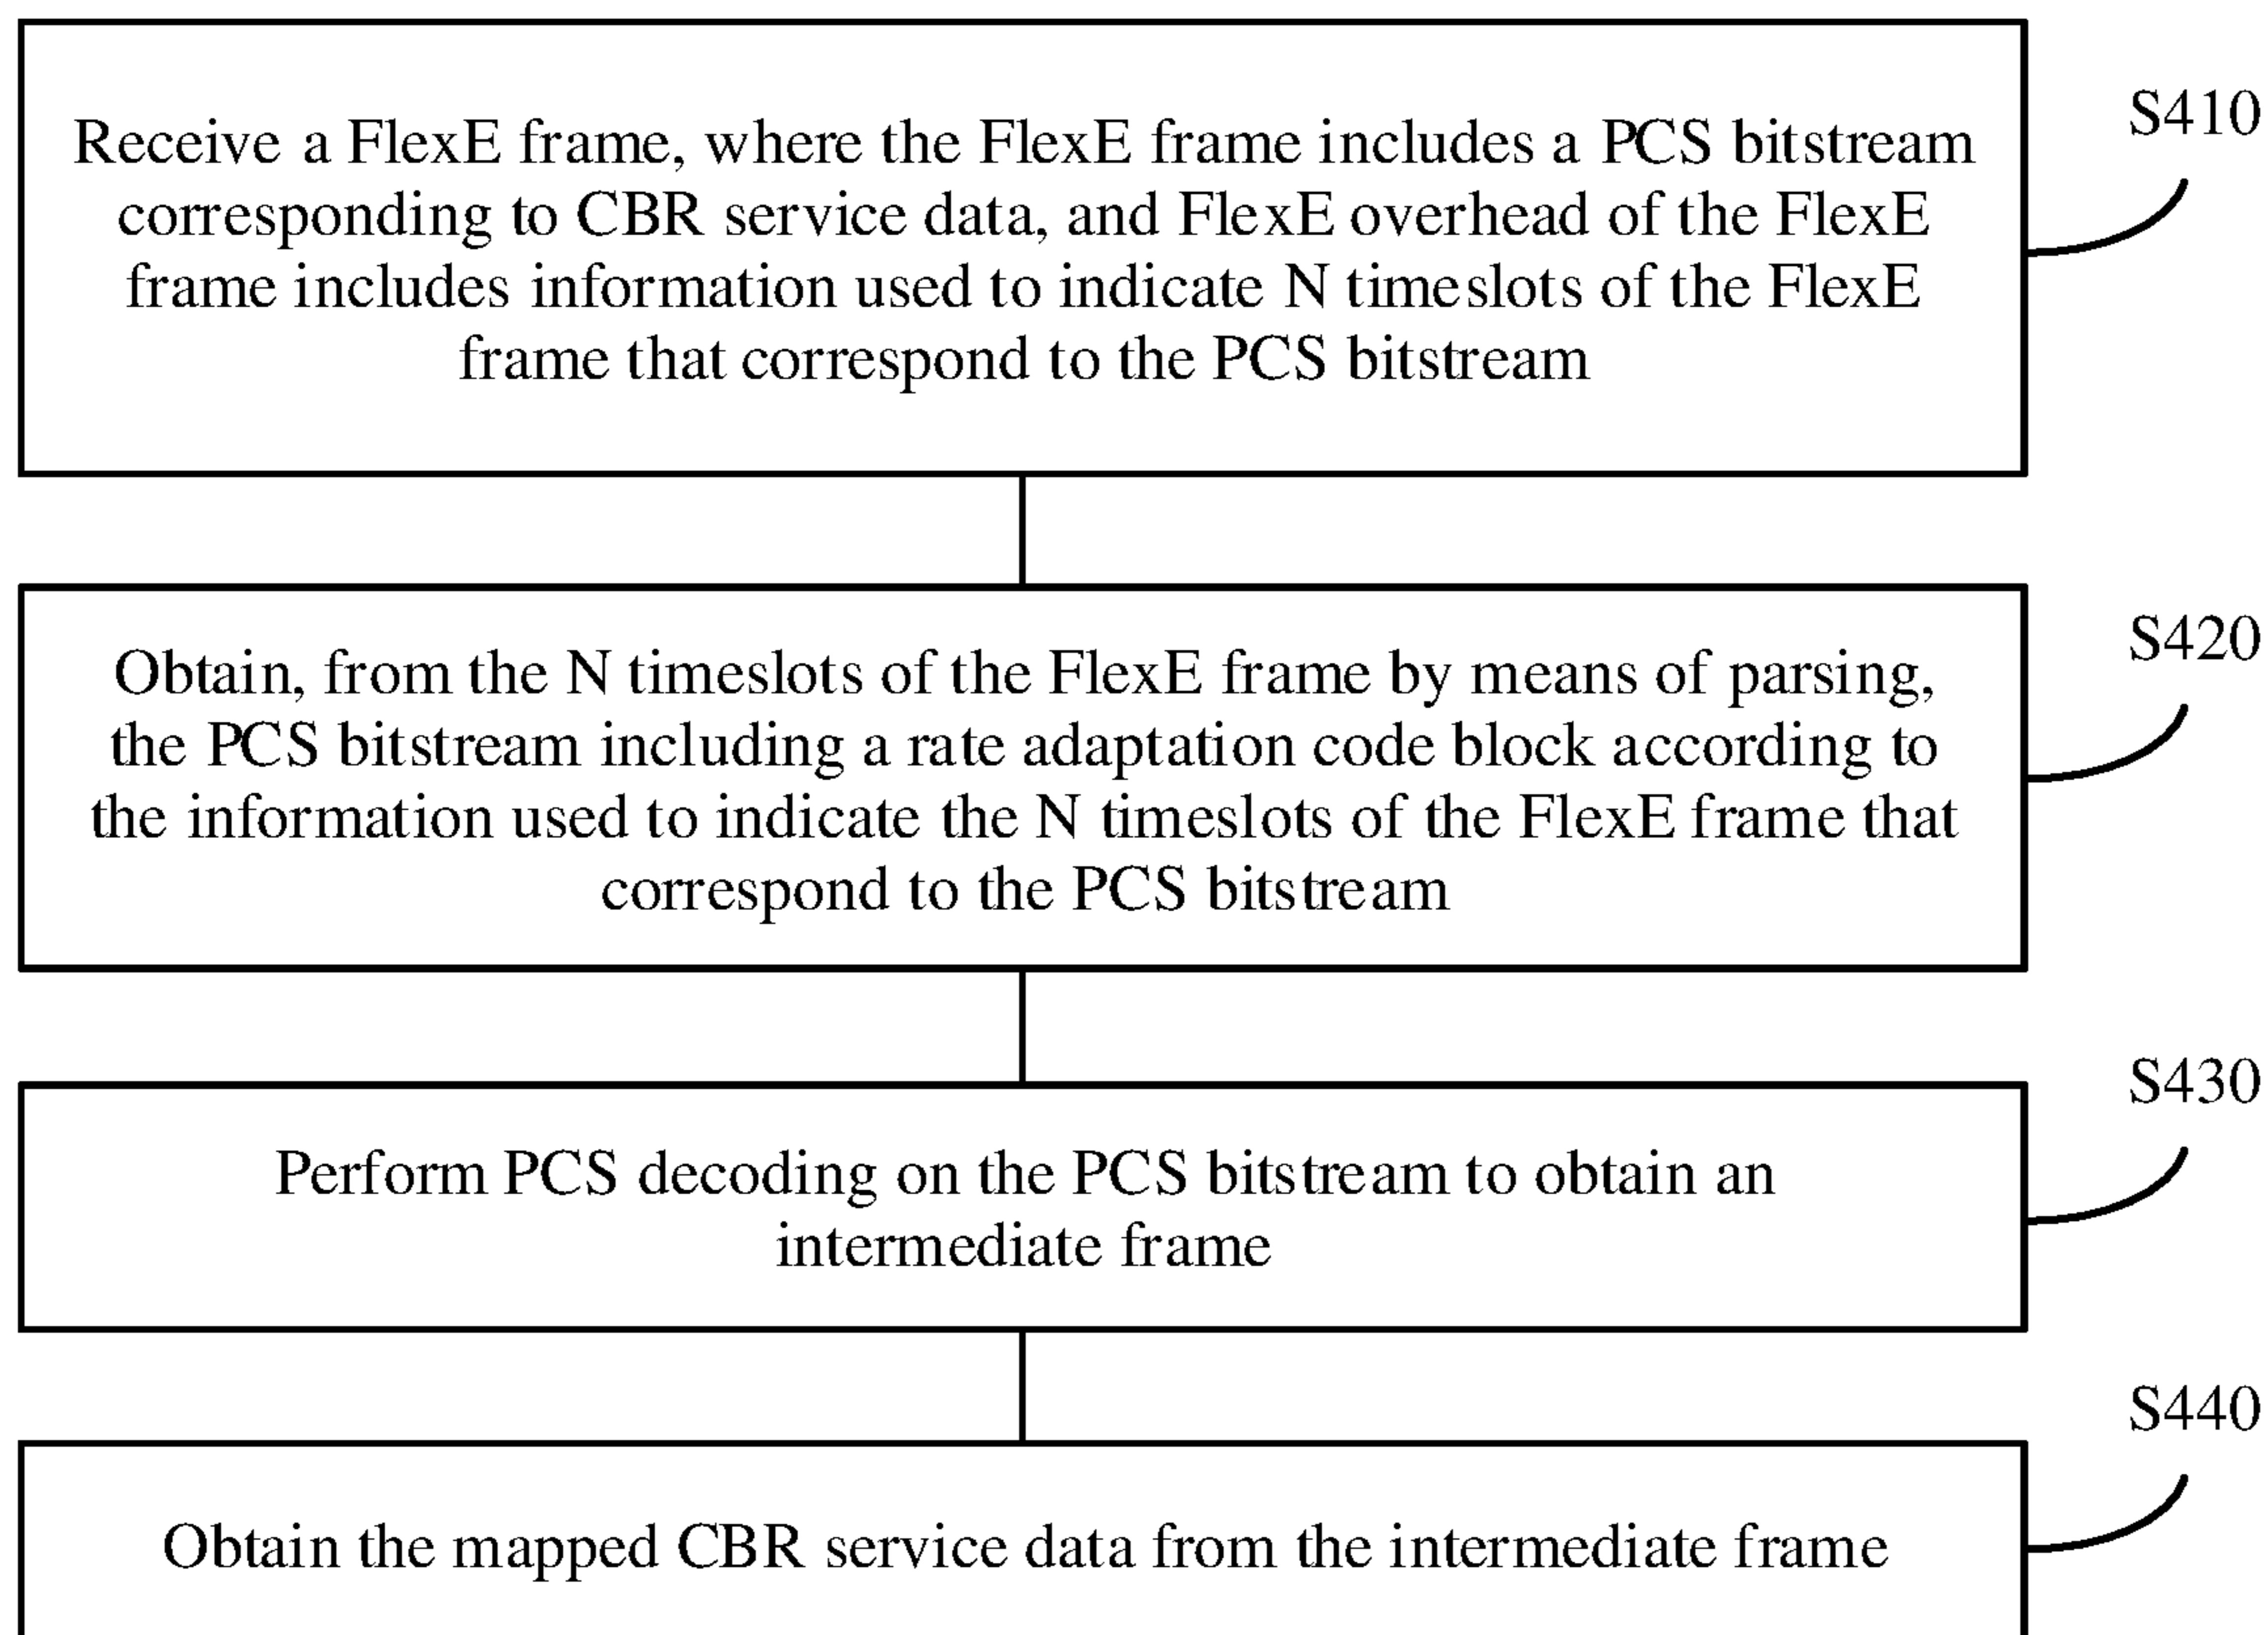 Receive a FlexE frame, where the FlexE frame includes a PCS bitstream
corresponding to CBR service data, and FlexE overhead of the FlexE
frame includes information used to indicate N timeslots of the FlexE
frame that correspond to the PCS bitstream
S410
Obtain, from the N timeslots of the FlexE frame by means of parsing,
the PCS bitstream including a rate adaptation code block according to
the information used to indicate the N timeslots of the FlexE frame that
correspond to the PCS bitstream
S420
Perform PCS decoding on the PCS bitstream to obtain an
intermediate frame
S430
Obtain the mapped CBR service data from the intermediate frame
S440